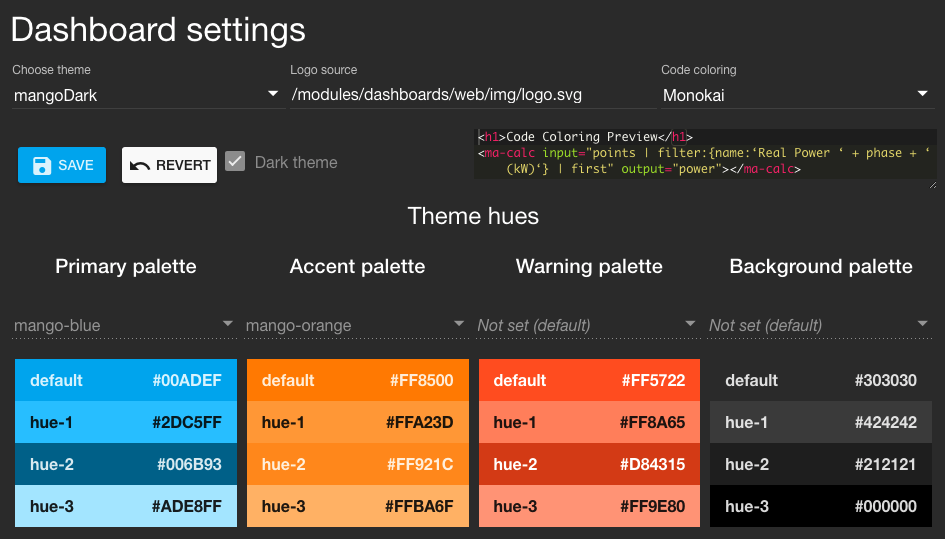 Dashboard settings
Choose theme
mangoDark
Logo source
/modules/dashboards/web/img/logo.svg
Code coloring
Monokai
SAVE
REVERT
Dark theme
<h1>Code Coloring Preview</h1>
<ma-calc input="points | filter:{name:‘Real Power ‘ + phase + ‘
(kW)‘} | first" output="power"></ma-calc>
Theme hues
Primary palette
mango-blue
default #00ADEF
hue-1 #2DC5FF
hue-2 #006B93
hue-3 #ADE8FF
Accent palette
mango-orange
default #FF8500
hue-1 #FFA23D
hue-2 #FF921C
hue-3 #FFBA6F
Warning palette
Not set (default)
default #FF5722
hue-1 #FF8A65
hue-2 #D84315
hue-3 #FF9E80
Background palette
Not set (default)
default #303030
hue-1 #424242
hue-2 #212121
hue-3 #000000